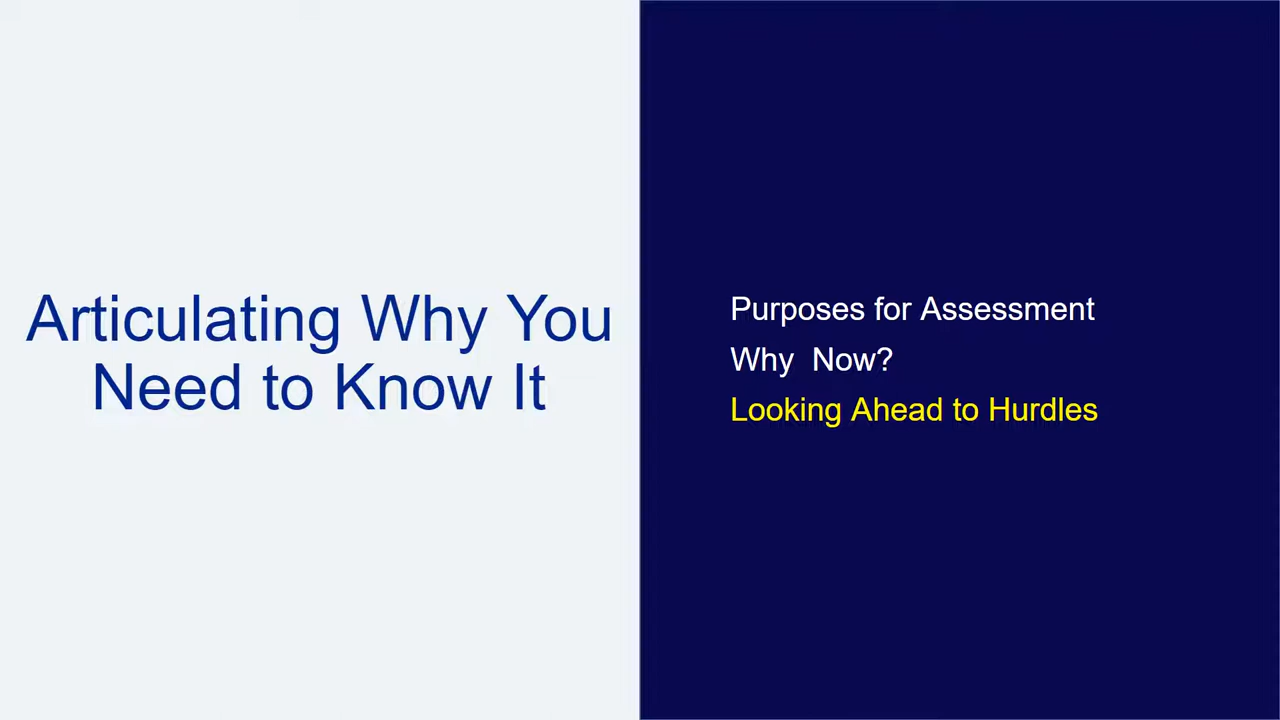 Articulating Why You
Need to Know It
Purposes for Assessment
Why  Now?
Looking Ahead to Hurdles